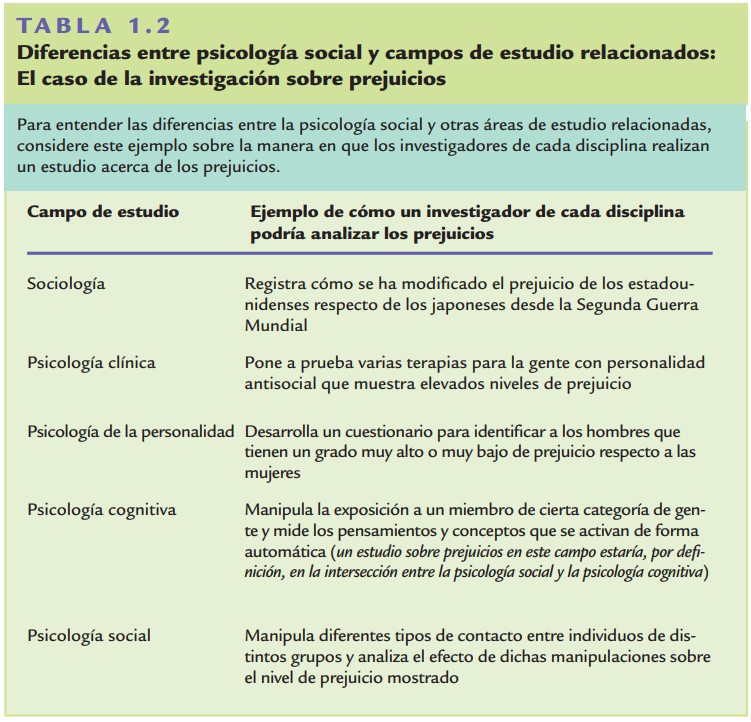 TABLA 1.2
Diferencias entre psicología social y campos de estudio relacionados:
El caso de la investigación sobre prejuicios
Para entender las diferencias entre la psicología social y otras áreas de estudio relacionadas,
considere este ejemplo sobre la manera en que los investigadores de cada disciplina realizan
un estudio acerca de los prejuicios.
Campo de estudio
Ejemplo de cómo un investigador de cada disciplina
podría analizar los prejuicios
Sociología
Registra cómo se ha modificado el prejuicio de los estadou-
nidenses respecto de los japoneses desde la Segunda Guerra
Mundial
Psicología clínica
Pone a prueba varias terapias para la gente con personalidad
antisocial que muestra elevados niveles de prejuicio
Psicología de la personalidad
Desarrolla un cuestionario para identificar a los hombres que
tienen un grado muy alto o muy bajo de prejuicio respecto a las
mujeres
Psicología cognitiva
Manipula la exposición a un miembro de cierta categoría de gen-
te y mide los pensamientos y conceptos que se activan de forma
automática (un estudio sobre prejuicios en este campo estaría, por defi-
nición, en la intersección entre la psicología social y la psicología cognitiva)
Psicología social
Manipula diferentes tipos de contacto entre individuos de dis-
tintos grupos y analiza el efecto de dichas manipulaciones sobre
el nivel de prejuicio mostrado